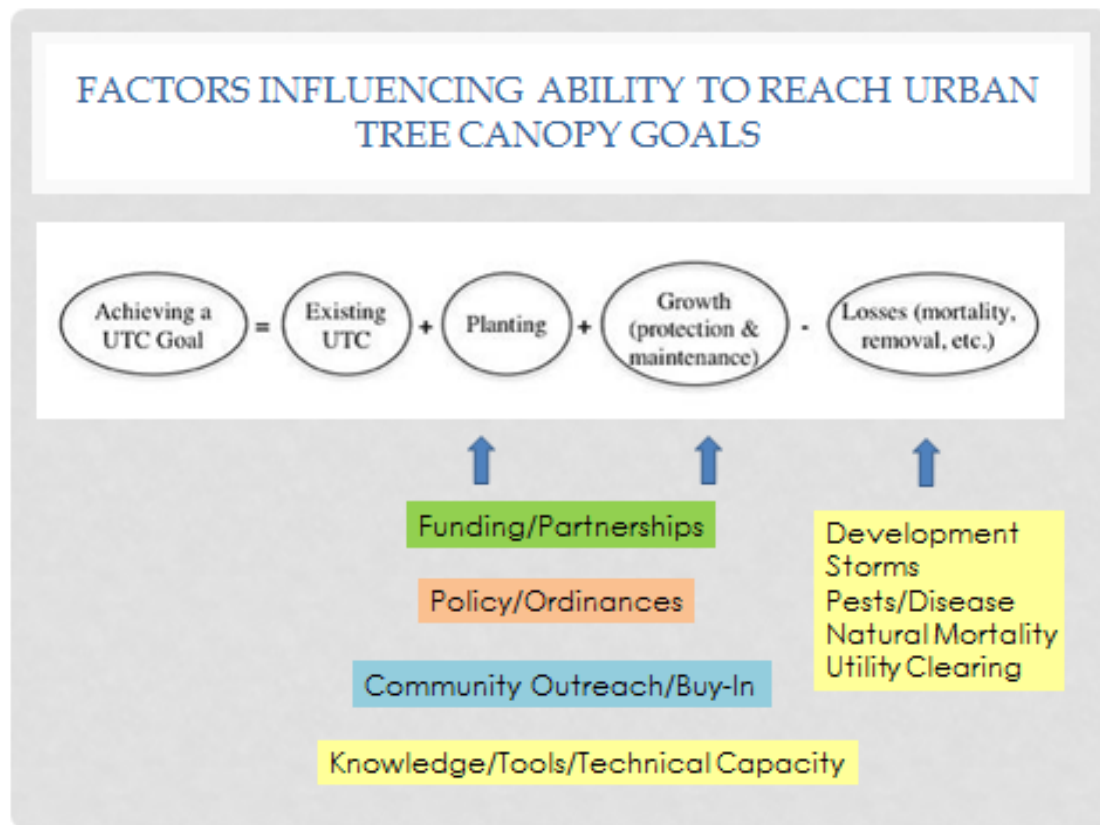 FACTORS INFLUENCING ABILITY TO REACH URBAN
TREE CANOPY GOALS
Achieving a
UTC Goal
=
Existing
UTC
+
Planting
+
Growth
(protection &
maintenance)
-
Losses (mortality,
removal, etc.)
Funding/Partnerships
Policy/Ordinances
Community Outreach/Buy-In
Knowledge/Tools/Technical Capacity
Development
Storms
Pests/Disease
Natural Mortality
Utility Clearing